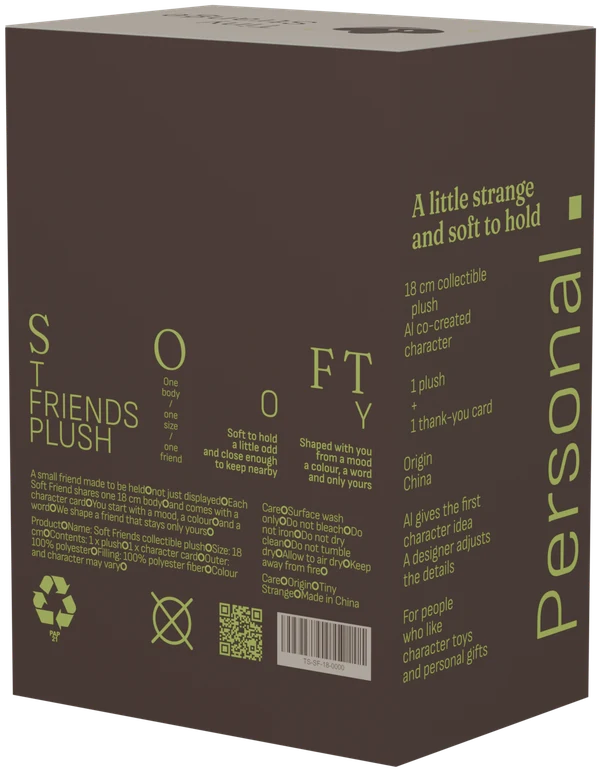 S O FT
T O Y
FRIENDS
PLUSH
One
body
/
one
size
/
one
friend
Soft to hold
a little odd
and close enough
to keep nearby
Shaped with you
from a mood
a colour, a word
and only yours
A small friend made to be heldOnot just displayedOEach
Soft Friend shares one 18 cm bodyOand comes with a
character cardOYou start with a mood, a colourOand a
wordOWe shape a friend that stays only yoursO
ProductOName: Soft Friends collectible plushOSize: 18
cmOContents: 1 x plushO1 x character cardOOuter:
100% polyesterOFilling: 100% polyester fiberOColour
and character may varyO
CareOSurface wash
onlyODo not bleachODo
not ironODo not dry
cleanODo not tumble
dryOAllow to air dryOKeep
away from fireO
CareOOriginOTiny
StrangeOMade in China
PAP
21
TS-SF-18-0000
A little strange
and soft to hold
18 cm collectible
plush
AI co-created
character
1 plush
+
1 thank-you card
Origin
China
AI gives the first
character idea
A designer adjusts
the details
For people
who like
character toys
and personal gifts
Personal